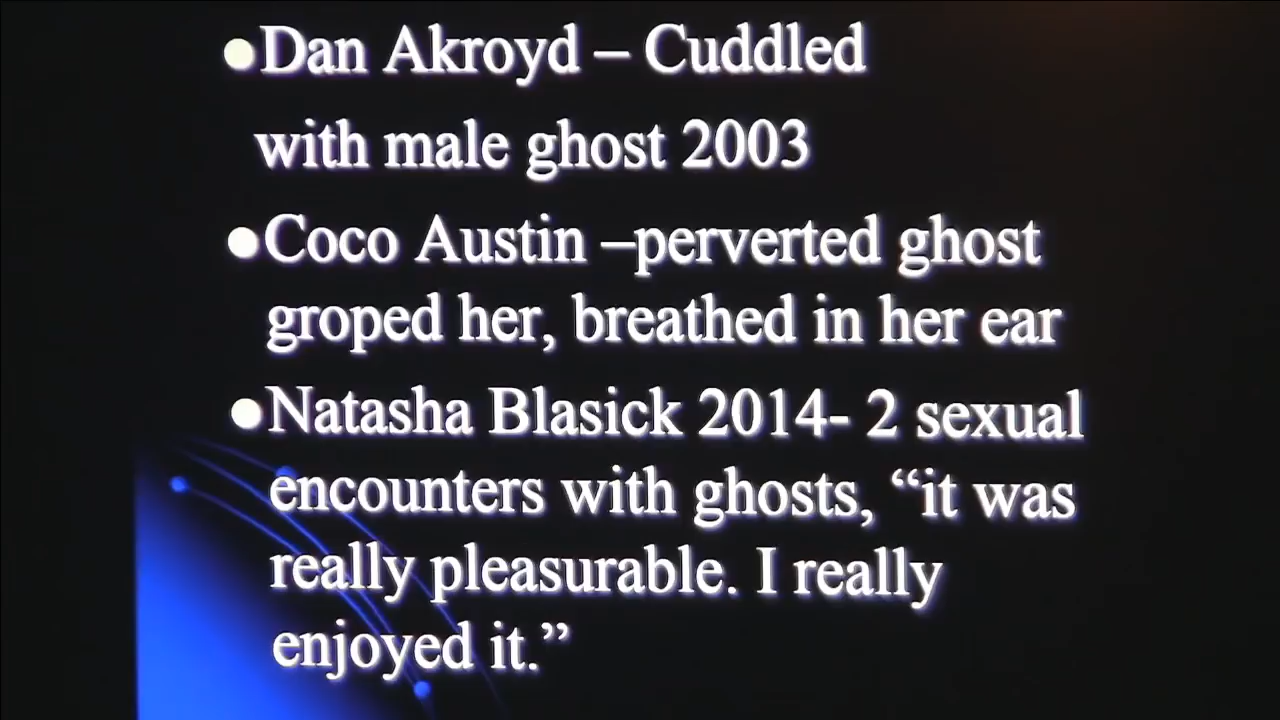 •Dan Akroyd – Cuddled
with male ghost 2003
•Coco Austin –perverted ghost
groped her, breathed in her ear
•Natasha Blasick 2014- 2 sexual
encounters with ghosts, “it was
really pleasurable. I really
enjoyed it.”